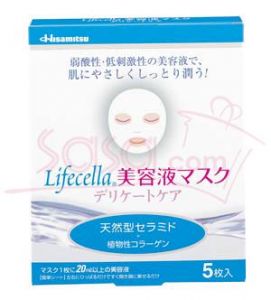 Hisamitsu
弱酸性・低刺激性の美容液で、
肌にやさしくしっとり潤う!
Lifecella 美容液マスク
デリケートケア
天然型セラミド
+
植物性コラーゲン
マスク1枚に20ml以上の美容液
5枚入
sasa.com